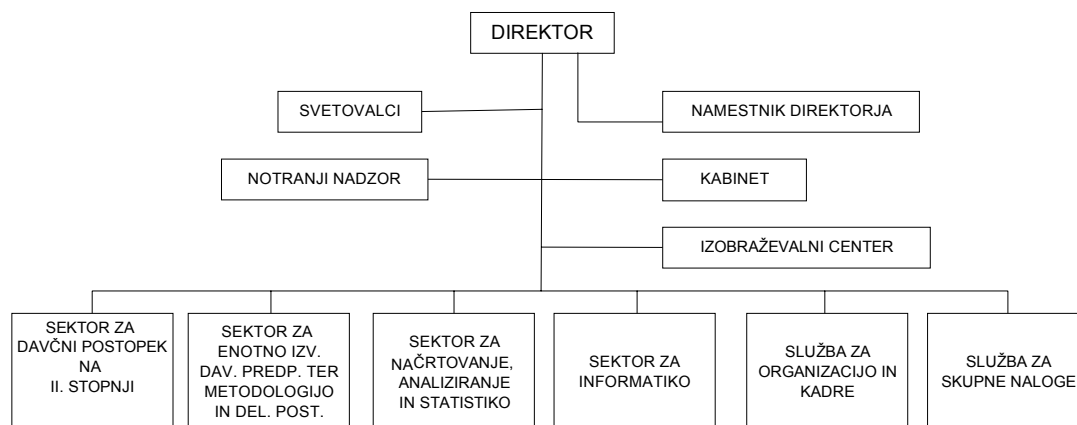 DIREKTOR
SVETOVALCI
NAMESTNIK DIREKTORJA
NOTRANJI NADZOR
KABINET
IZOBRAŽEVALNI CENTER
SEKTOR ZA
DAVČNI POSTOPEK
NA
II. STOPNJI
SEKTOR ZA
ENOTNO IZV.
DAV. PREDP. TER
METODOLOGIJO
IN DEL. POST.
SEKTOR ZA
NAČRTOVANJE,
ANALIZIRANJE
IN STATISTIKO
SEKTOR ZA
INFORMATIKO
SLUŽBA ZA
ORGANIZACIJO IN
KADRE
SLUŽBA ZA
SKUPNE NALOGE